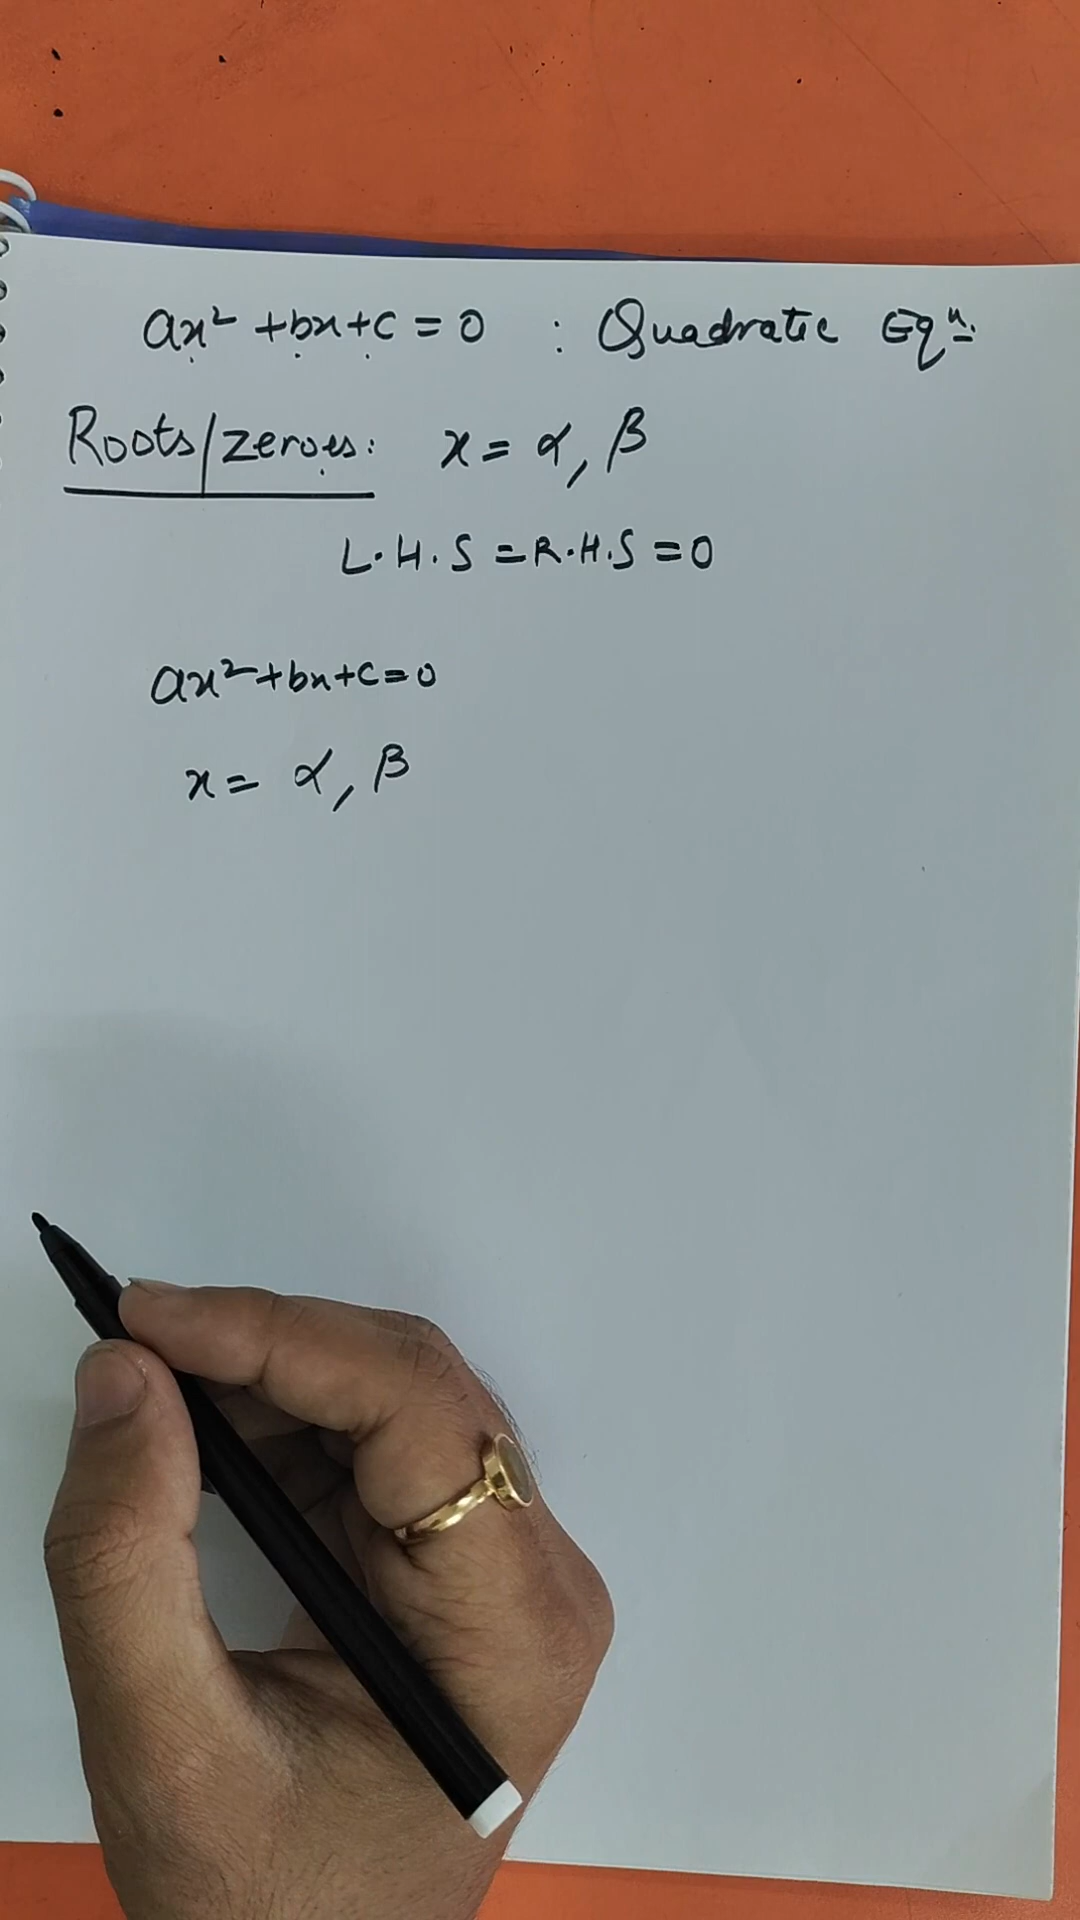 ax² + bx + c = 0 : Quadratic Eqⁿ.
Roots/zeroes: x = α, β
L.H.S = R.H.S = 0
ax² + bx + c = 0
x = α, β